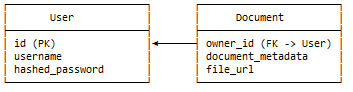 User
id (PK)
username
hashed_password
Document
owner_id (FK -> User)
document_metadata
file_url